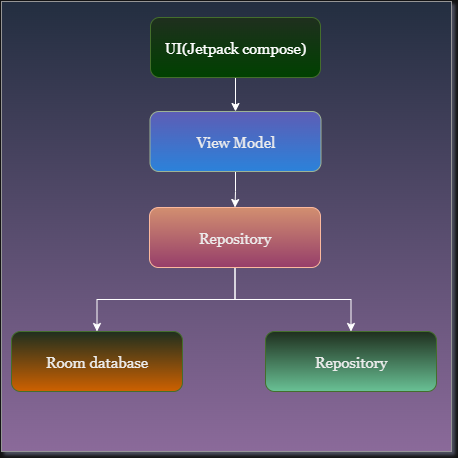 UI(Jetpack compose)
View Model
Repository
Room database
Repository